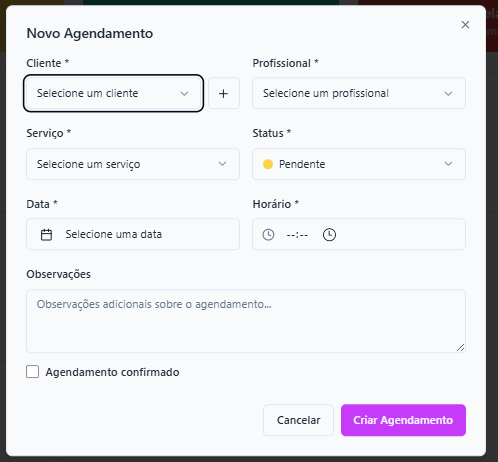 Novo Agendamento
Cliente *
Profissional *
Selecione um cliente
+
Selecione um profissional
Serviço *
Status *
Selecione um serviço
Pendente
Data *
Horário *
Selecione uma data
--:--
Observações
Observações adicionais sobre o agendamento...
Agendamento confirmado
Cancelar
Criar Agendamento